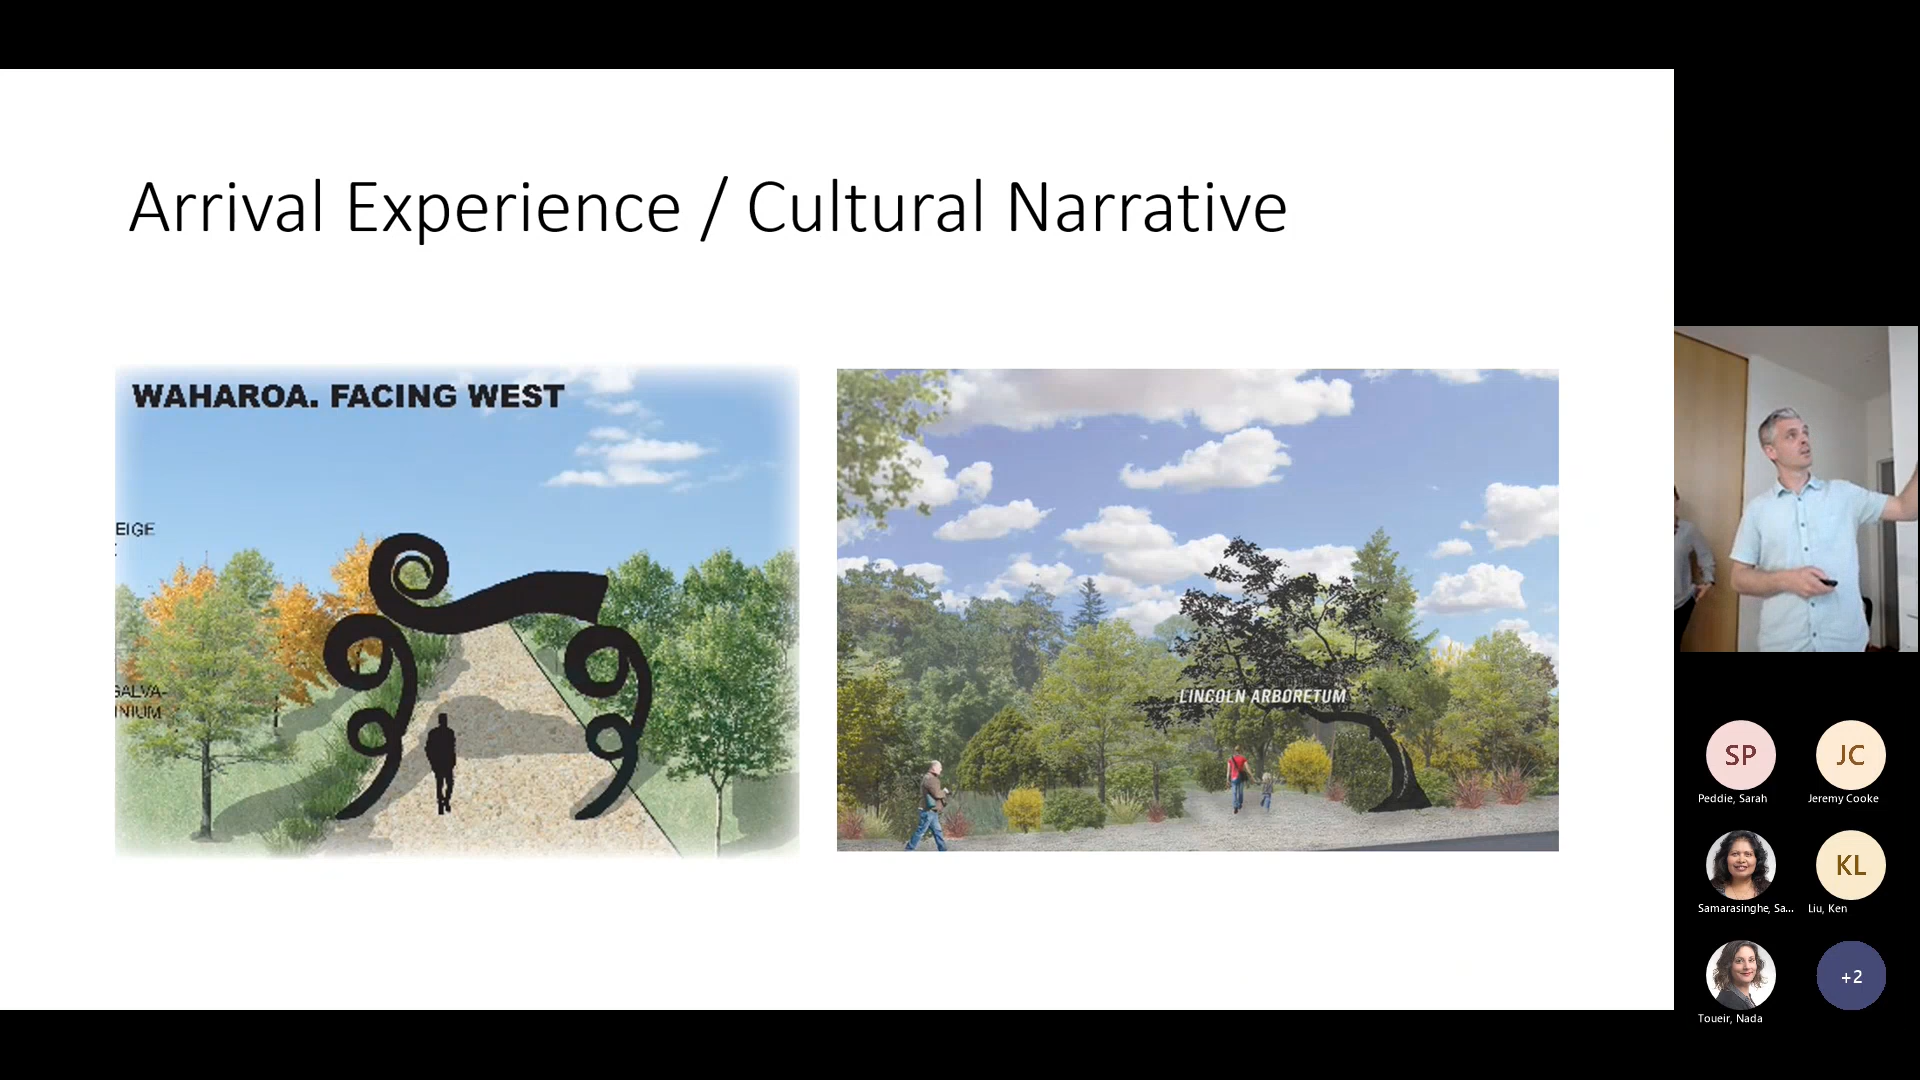 Arrival Experience / Cultural Narrative
WAHAROA. FACING WEST
EIGE
GALVA-
NIUM
LINCOLN ARBORETUM
SP
JC
Peddie, Sarah
Jeremy Cooke
KL
Samarasinghe, Sa...
Liu, Ken
+2
Toueir, Nada